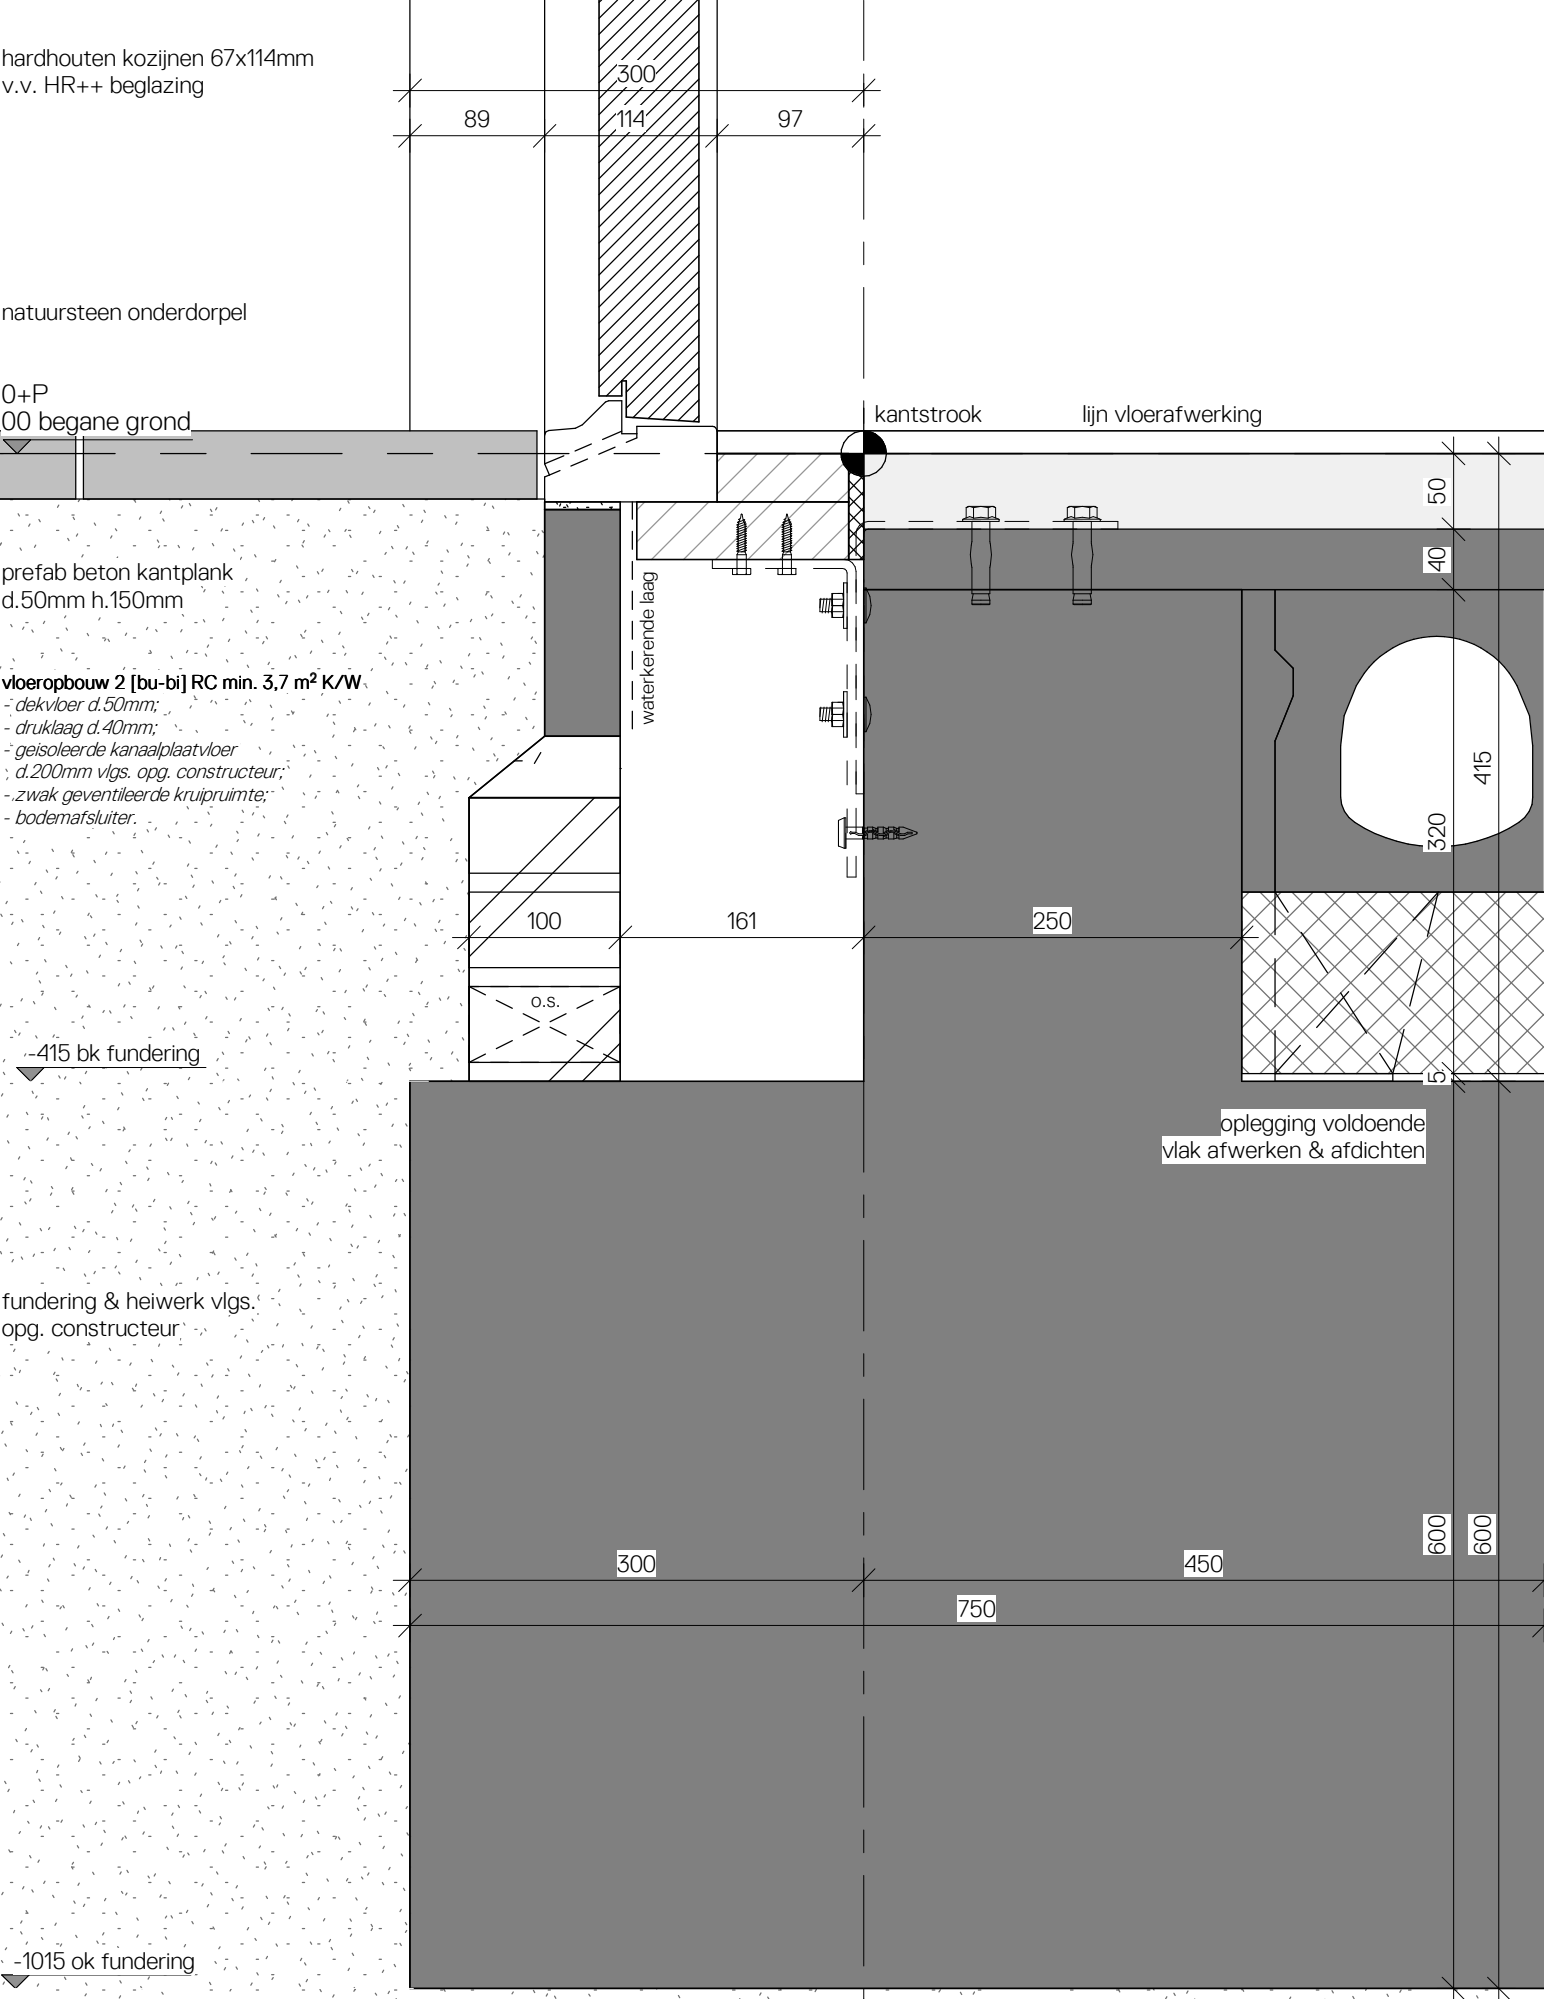 hardhouten kozijnen 67x114mm
v.v. HR++ beglazing
300
89
114
97
natuursteen onderdorpel
0+P
00 begane grond
kantstrook
lijn vloerafwerking
50
40
prefab beton kantplank
d.50mm h.150mm
waterkerende laag
vloeropbouw 2 [bu-bi] RC min. 3,7 m² K/W
- dekvloer d.50mm;
- druklaag d.40mm;
- geisoleerde kanaalplaatvloer
d.200mm vlgs. opg. constructeur;
- zwak geventileerde kruipruimte;
- bodemafsluiter.
415
320
100
161
250
o.s.
-415 bk fundering
5
oplegging voldoende
vlak afwerken & afdichten
fundering & heiwerk vlgs.
opg. constructeur
600
600
300
450
750
-1015 ok fundering